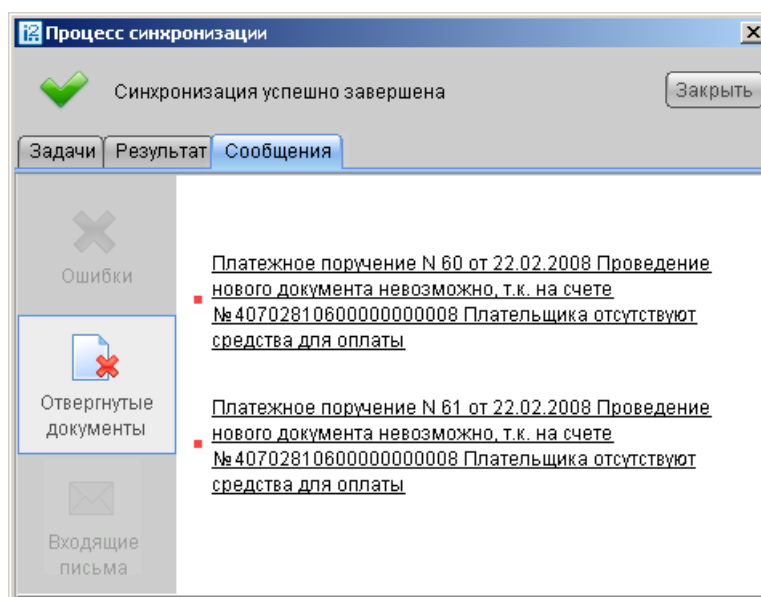 Процесс синхронизации
Синхронизация успешно завершена
Закрыть
Задачи Результат Сообщения
Ошибки
Отвергнутые
документы
Входящие
письма
Платежное поручение N 60 от 22.02.2008 Проведение
нового документа невозможно, т.к. на счете
№40702810600000000008 Плательщика отсутствуют
средства для оплаты
Платежное поручение N 61 от 22.02.2008 Проведение
нового документа невозможно, т.к. на счете
№40702810600000000008 Плательщика отсутствуют
средства для оплаты